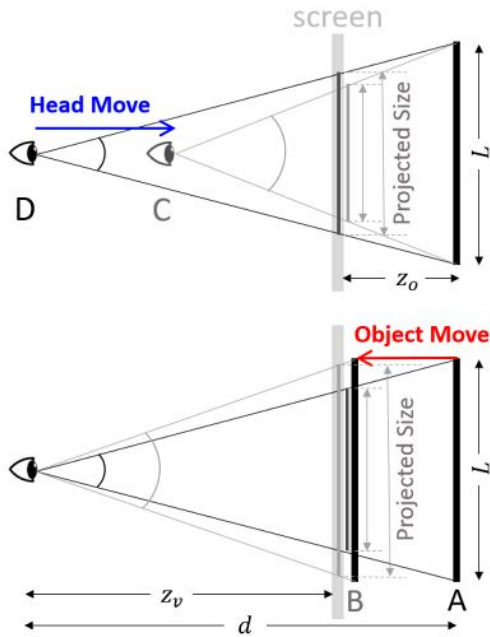 screen
Head Move
D
C
Projected Size
L
z_o
Object Move
Projected Size
L
z_v
B
A
d